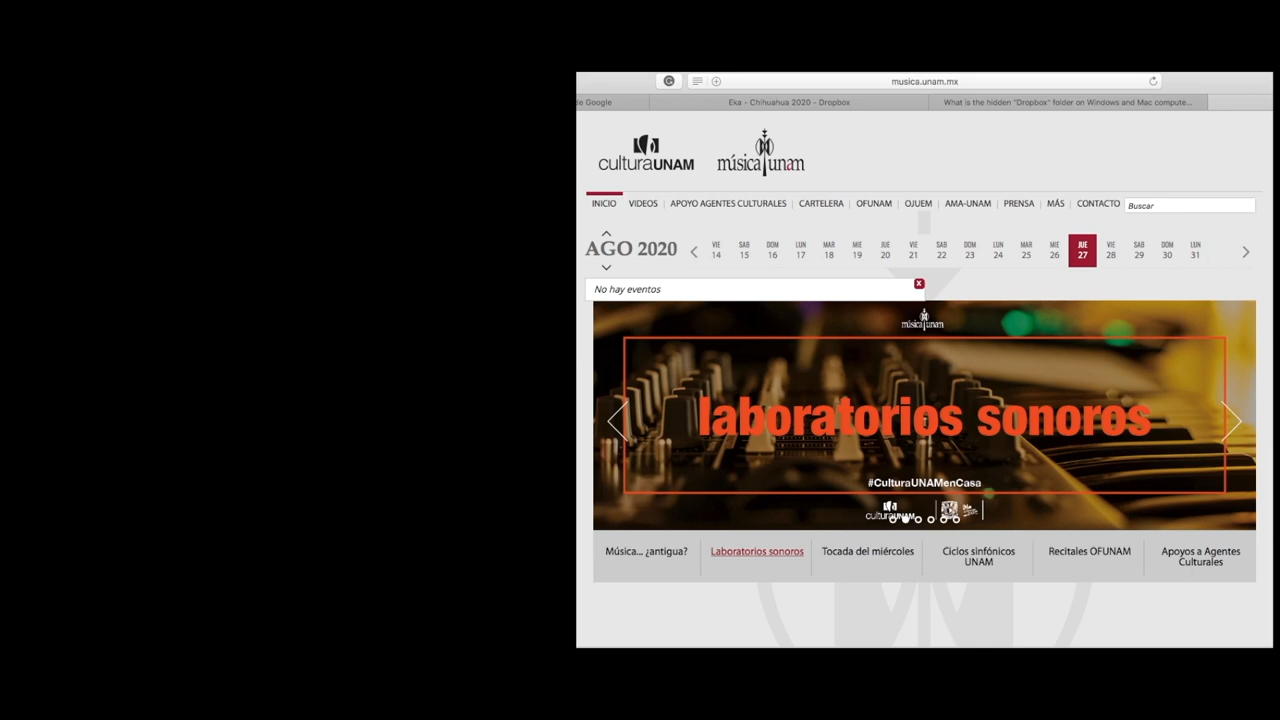 musica.unam.mx
de Google
Eka - Chihuahua 2020 - Dropbox
What is the hidden "Dropbox" folder on Windows and Mac compute...
culturaUNAM
música unam
INICIO
VIDEOS
APOYO AGENTES CULTURALES
CARTELERA
OFUNAM
OJUEM
AMA-UNAM
PRENSA
MÁS
CONTACTO
Buscar
AGO 2020
VIE SAB DOM LUN MAR MIE JUE VIE SAB DOM LUN MAR MIE JUE VIE SAB DOM LUN
14 15 16 17 18 19 20 21 22 23 24 25 26 27 28 29 30 31
No hay eventos
música unam
laboratorios sonoros
#CulturaUNAMenCasa
culturaUNAM
Música... ¿antigua?
Laboratorios sonoros
Tocada del miércoles
Ciclos sinfónicos
UNAM
Recitales OFUNAM
Apoyos a Agentes
Culturales